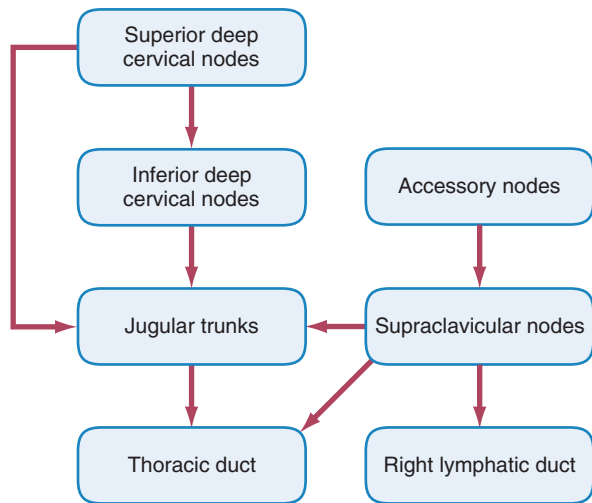 Superior deep
cervical nodes
Inferior deep
cervical nodes
Accessory nodes
Jugular trunks
Supraclavicular nodes
Thoracic duct
Right lymphatic duct